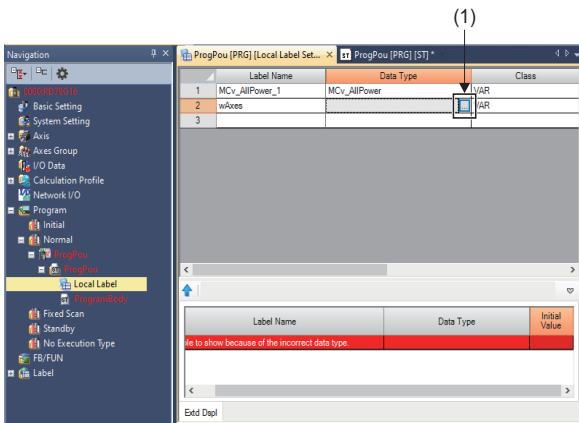 (1)
Navigation
ProgPou [PRG] [Local Label Set...
ProgPou [PRG] [ST] *
0000:RD78G16
Basic Setting
System Setting
Axis
Axes Group
I/O Data
Calculation Profile
Network I/O
Program
Initial
Normal
ProgPou
ProgPou
Local Label
ProgramBody
Fixed Scan
Standby
No Execution Type
FB/FUN
Label
Label Name Data Type Class
1 MCv_AllPower_1 MCv_AllPower VAR
2 wAxes ... VAR
3
Label Name Data Type Initial Value
ble to show because of the incorrect data type.
Extd Dspl